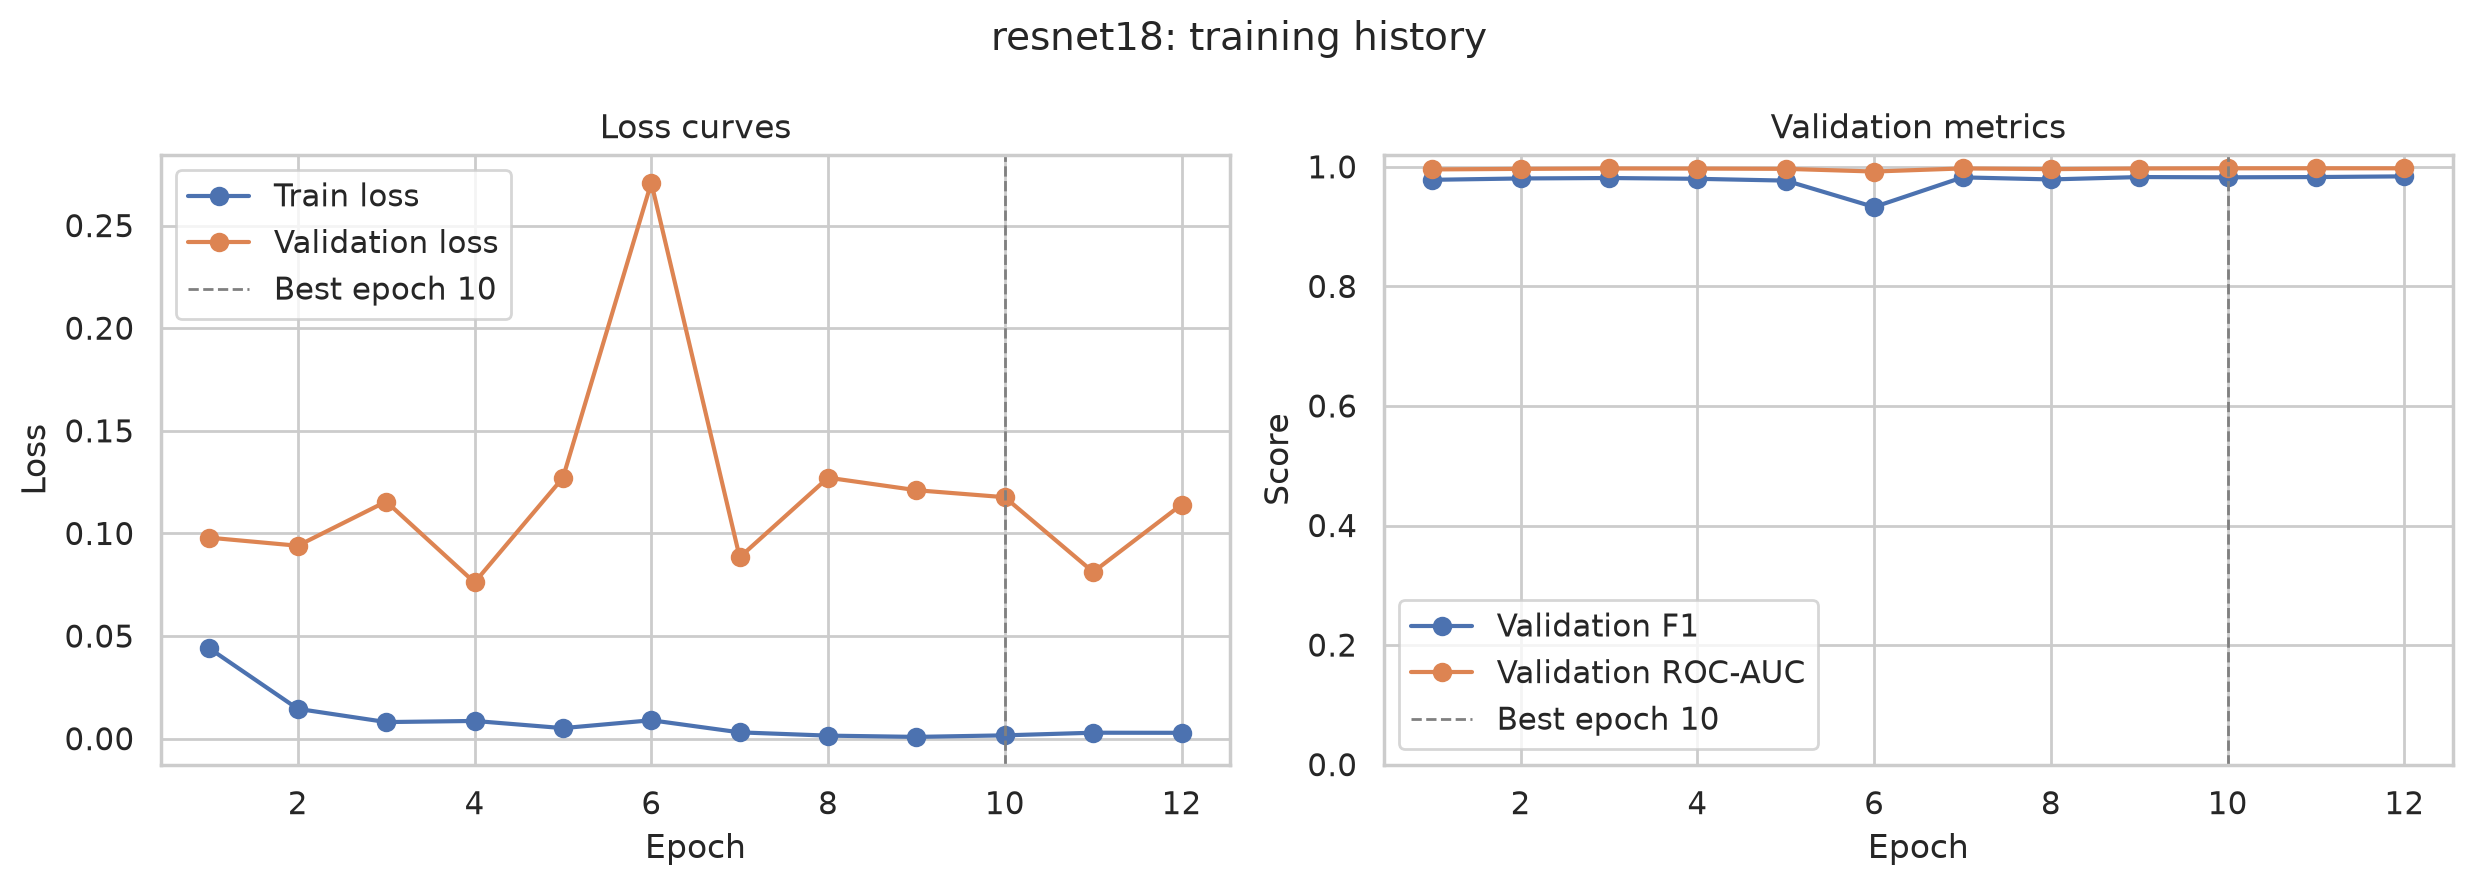 resnet18: training history
Loss curves
Train loss
Validation loss
Best epoch 10
Loss
0.25
0.20
0.15
0.10
0.05
0.00
2 4 6 8 10 12
Epoch
Validation metrics
Score
1.0
0.8
0.6
0.4
0.2
0.0
Validation F1
Validation ROC-AUC
Best epoch 10
2 4 6 8 10 12
Epoch